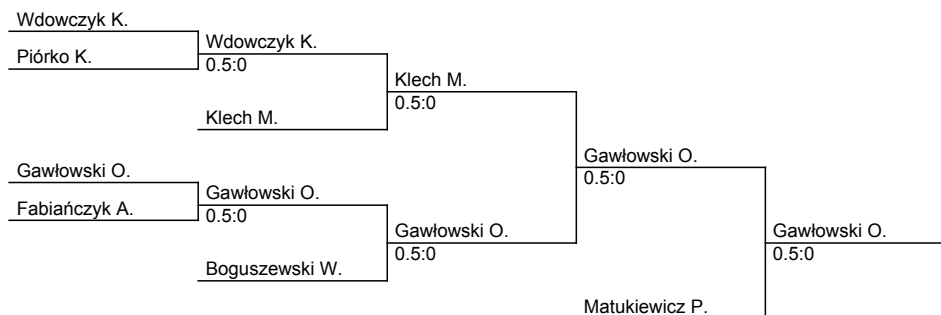 Wdowczyk K.
Piórko K.
Wdowczyk K.
0.5:0
Klech M.
Klech M.
0.5:0
Gawłowski O.
Fabiańczyk A.
Gawłowski O.
0.5:0
Boguszewski W.
Gawłowski O.
0.5:0
Gawłowski O.
0.5:0
Matukiewicz P.
Gawłowski O.
0.5:0